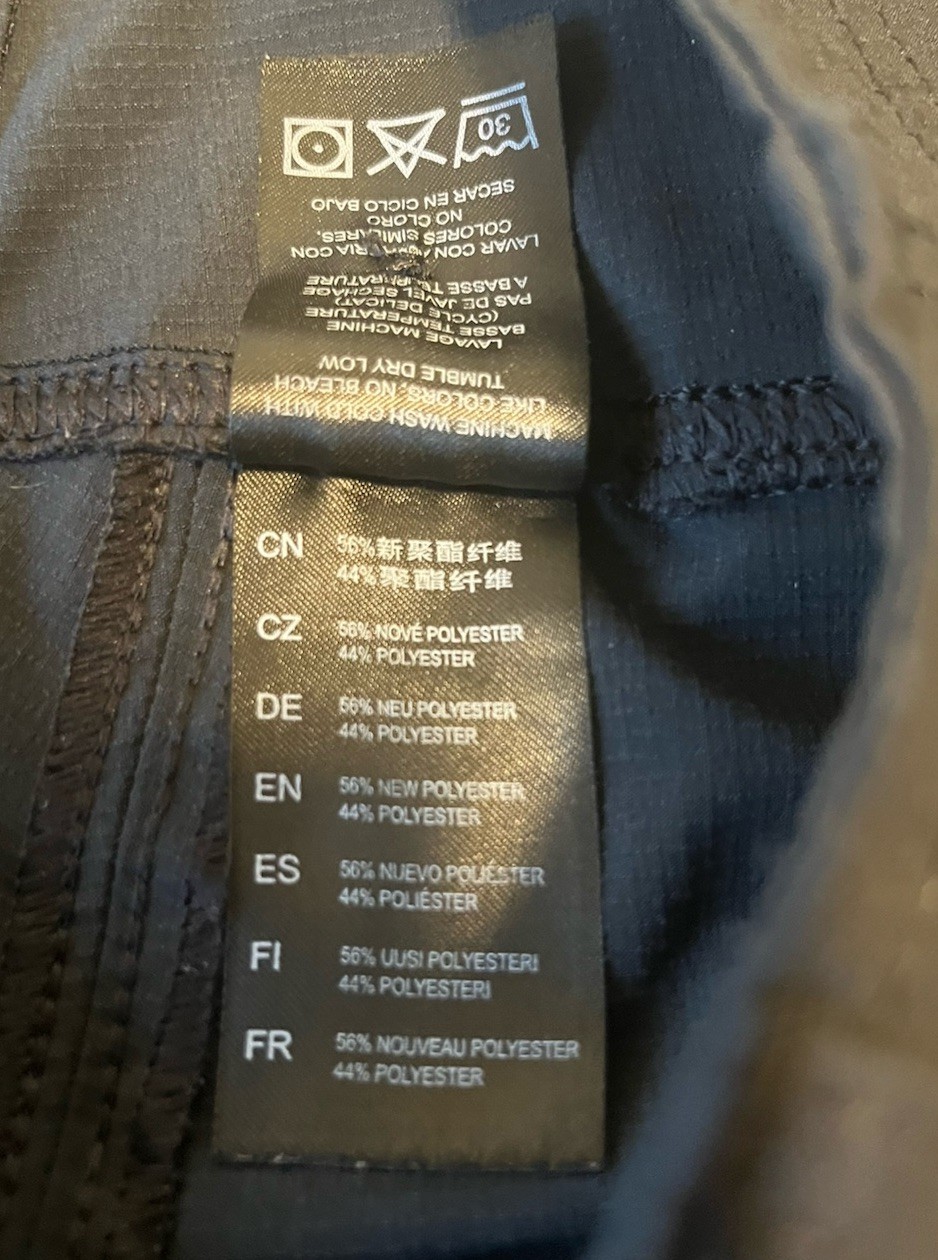 MACHINE WASH COLD WITH
LIKE COLORS, NO BLEACH
TUMBLE DRY LOW
LAVAGE MACHINE
BASSE TEMPERATURE
(CYCLE DELICAT)
PAS DE JAVEL SECHAGE
A BASSE TEMPERATURE
LAVAR CON CON
COLORES SIMILARES.
NO CLORO
SECAR EN CICLO BAJO
30
CN 56%新聚酯纤维
44%聚酯纤维
CZ 56% NOVÉ POLYESTER
44% POLYESTER
DE 56% NEU POLYESTER
44% POLYESTER
EN 56% NEW POLYESTER
44% POLYESTER
ES 56% NUEVO POLIÉSTER
44% POLIÉSTER
FI 56% UUSI POLYESTERI
44% POLYESTERI
FR 56% NOUVEAU POLYESTER
44% POLYESTER